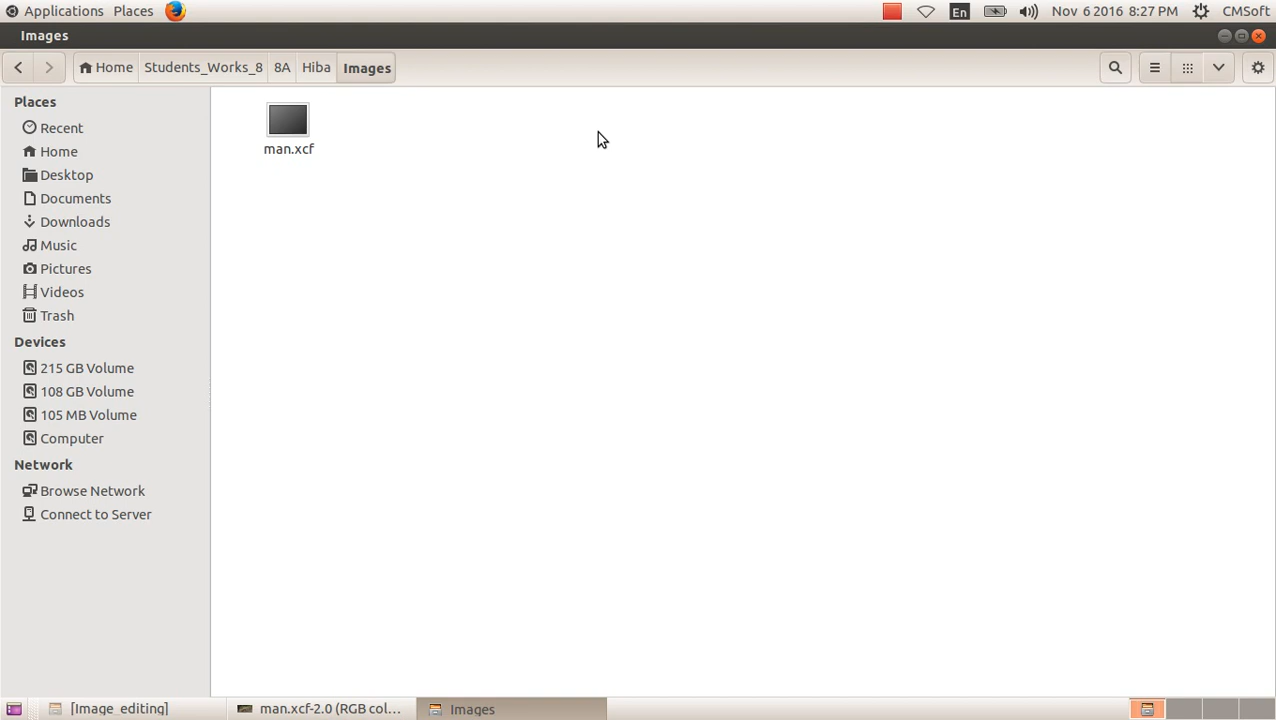 Applications Places En Nov 6 2016 8:27 PM CMSoft
Images
Home Students_Works_8 8A Hiba Images
Places
Recent
Home
Desktop
Documents
Downloads
Music
Pictures
Videos
Trash
Devices
215 GB Volume
108 GB Volume
105 MB Volume
Computer
Network
Browse Network
Connect to Server
man.xcf
[Image_editing] man.xcf-2.0 (RGB col... Images